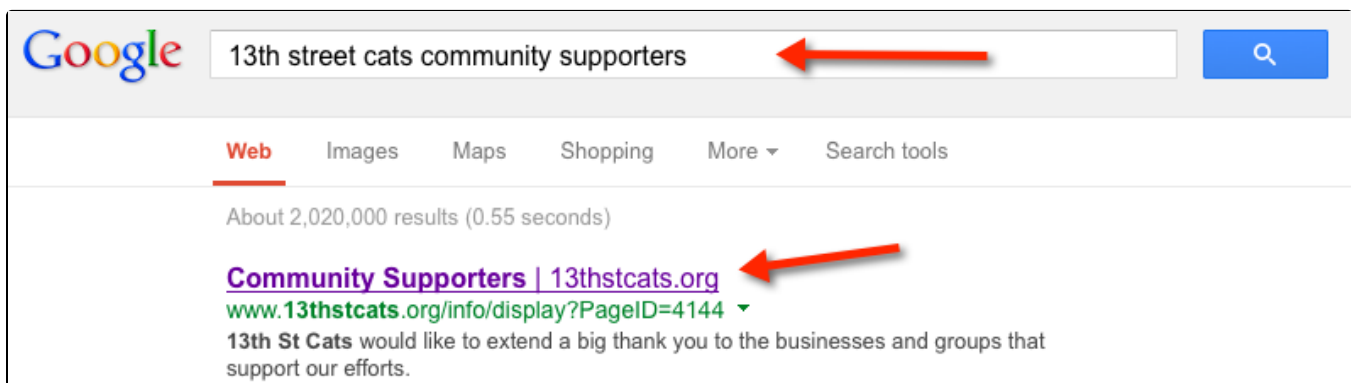 Google 13th street cats community supporters
Web Images Maps Shopping More Search tools
About 2,020,000 results (0.55 seconds)
Community Supporters | 13thstcats.org
www.13thstcats.org/info/display?PageID=4144
13th St Cats would like to extend a big thank you to the businesses and groups that
support our efforts.